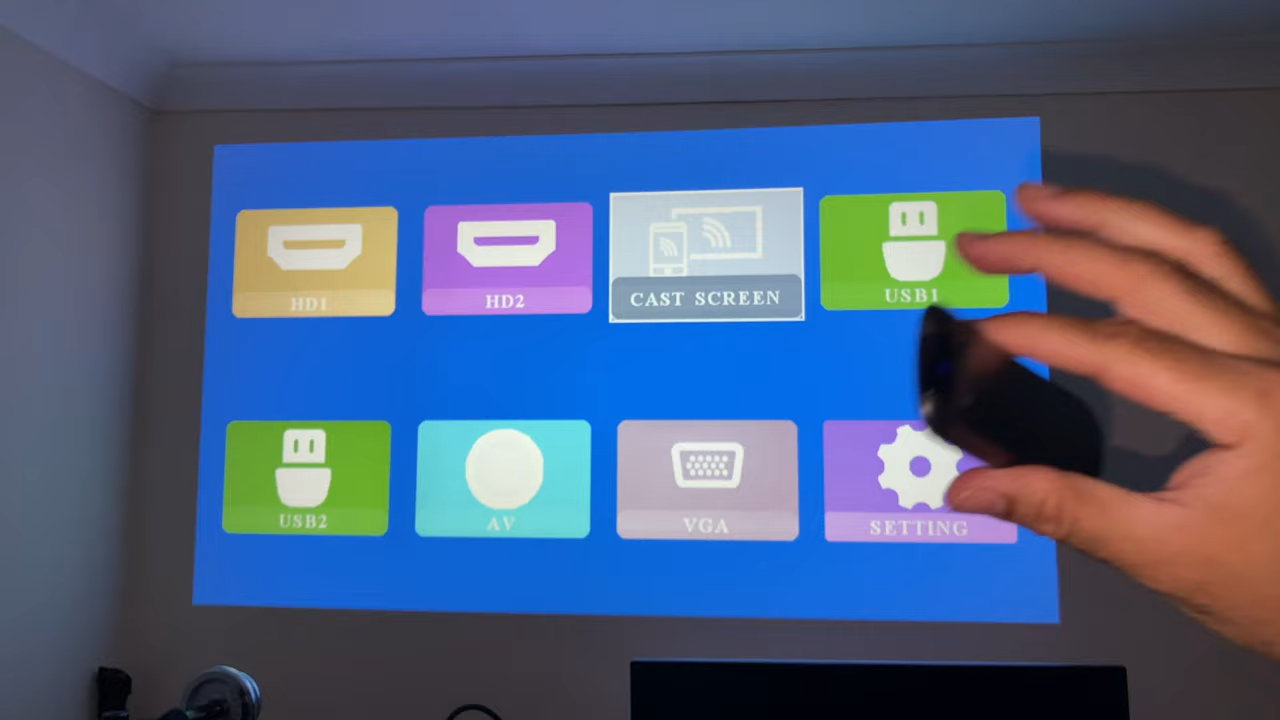 HD1
HD2
CAST SCREEN
USB1
USB2
AV
VGA
SETTING